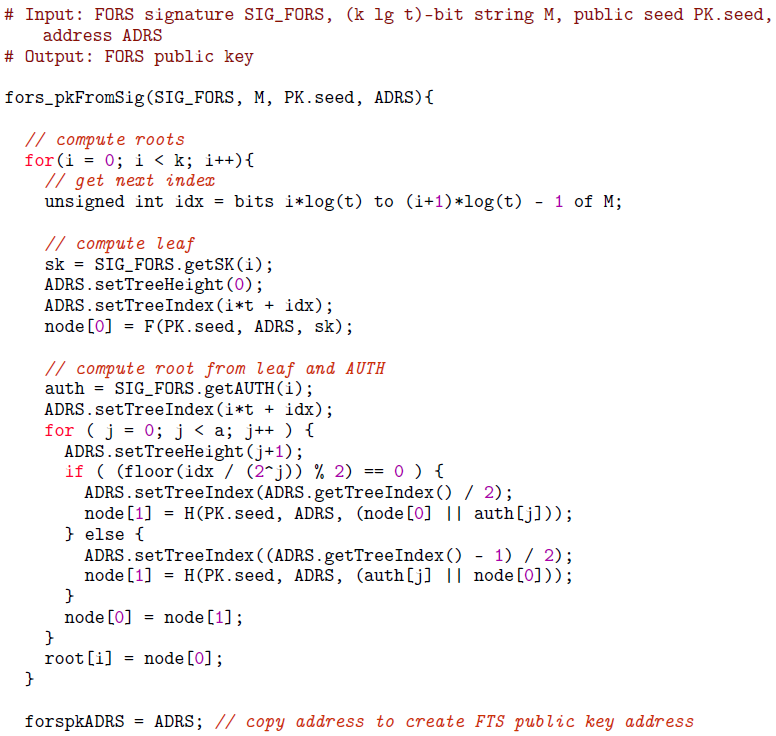 # Input: FORS signature SIG_FORS, (k lg t)-bit string M, public seed PK.seed,
address ADRS
# Output: FORS public key
fors_pkFromSig(SIG_FORS, M, PK.seed, ADRS){
// compute roots
for(i = 0; i < k; i++){
// get next index
unsigned int idx = bits i*log(t) to (i+1)*log(t) - 1 of M;
// compute leaf
sk = SIG_FORS.getSK(i);
ADRS.setTreeHeight(0);
ADRS.setTreeIndex(i*t + idx);
node[0] = F(PK.seed, ADRS, sk);
// compute root from leaf and AUTH
auth = SIG_FORS.getAUTH(i);
ADRS.setTreeIndex(i*t + idx);
for ( j = 0; j < a; j++ ) {
ADRS.setTreeHeight(j+1);
if ( (floor(idx / (2^j)) % 2) == 0 ) {
ADRS.setTreeIndex(ADRS.getTreeIndex() / 2);
node[1] = H(PK.seed, ADRS, (node[0] || auth[j]));
} else {
ADRS.setTreeIndex((ADRS.getTreeIndex() - 1) / 2);
node[1] = H(PK.seed, ADRS, (auth[j] || node[0]));
}
node[0] = node[1];
}
root[i] = node[0];
}
forspkADRS = ADRS; // copy address to create FTS public key address